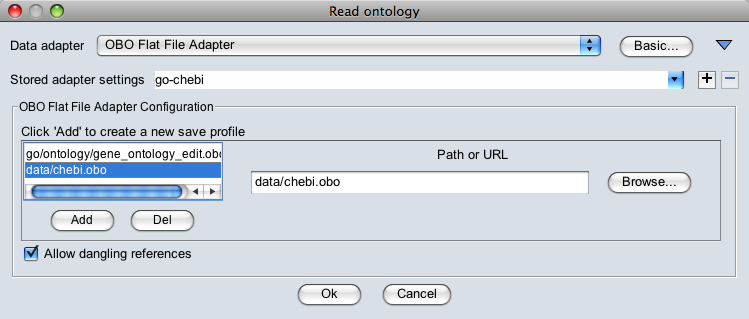 Read ontology
Data adapter OBO Flat File Adapter Basic...
Stored adapter settings go-chebi + −
OBO Flat File Adapter Configuration
Click 'Add' to create a new save profile
go/ontology/gene_ontology_edit.obo
data/chebi.obo
Path or URL
data/chebi.obo Browse...
Add Del
Allow dangling references
Ok Cancel